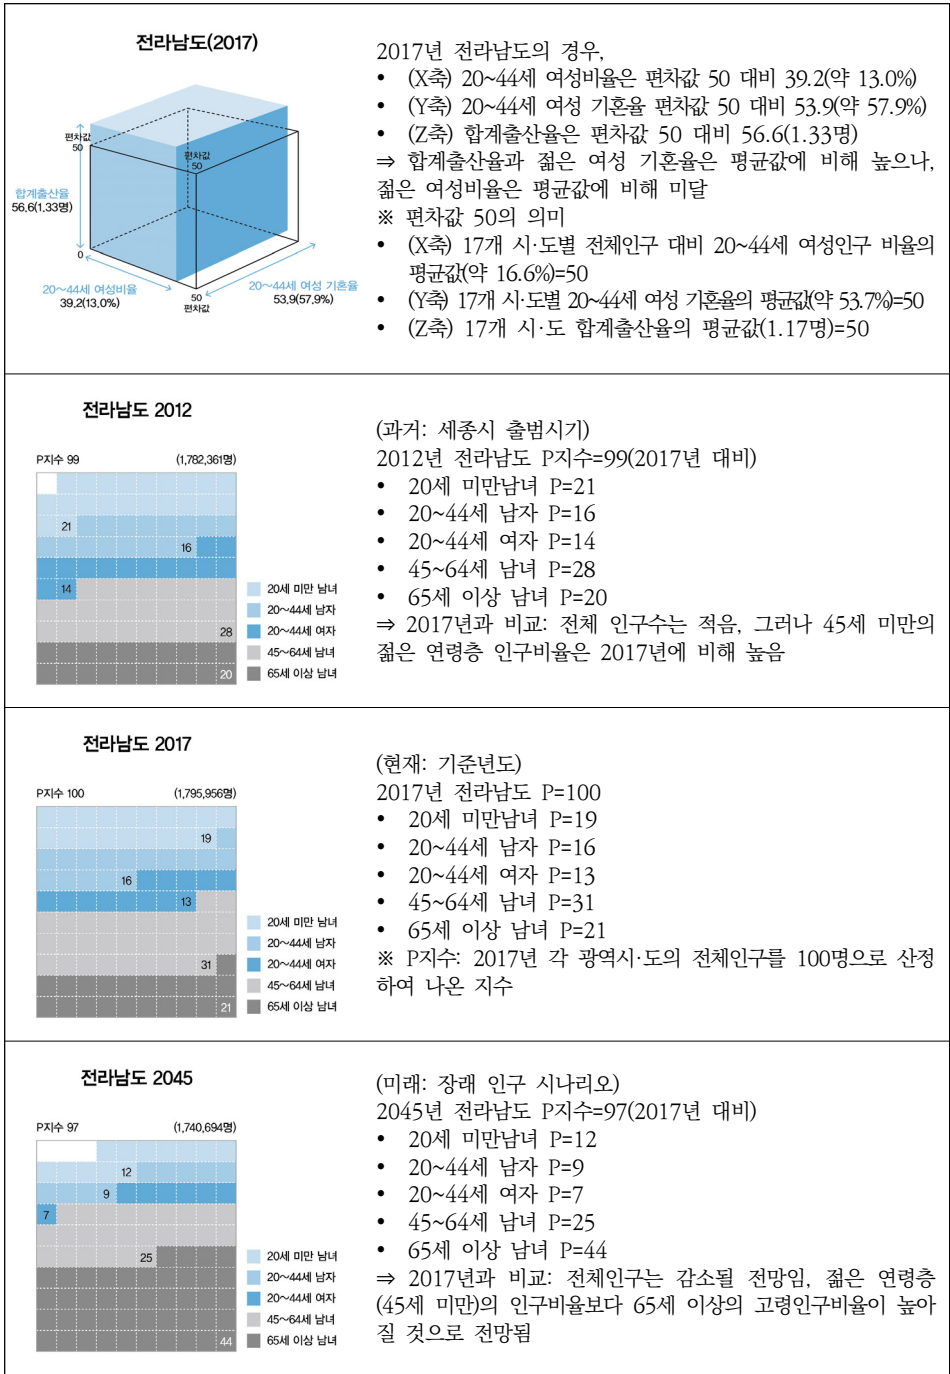 전라남도(2017)
편차값
50
편차값
50
합계출산율
56.6(1.33명)
0
20~44세 여성비율
39.2(13.0%)
50
편차값
20~44세 여성 기혼율
53.9(57.9%)
2017년 전라남도의 경우,
• (X축) 20~44세 여성비율은 편차값 50 대비 39.2(약 13.0%)
• (Y축) 20~44세 여성 기혼율 편차값 50 대비 53.9(약 57.9%)
• (Z축) 합계출산율은 편차값 50 대비 56.6(1.33명)
⇒ 합계출산율과 젊은 여성 기혼율은 평균값에 비해 높으나,
젊은 여성비율은 평균값에 비해 미달
※ 편차값 50의 의미
• (X축) 17개 시·도별 전체인구 대비 20~44세 여성인구 비율의
평균값(약 16.6%)=50
• (Y축) 17개 시·도별 20~44세 여성 기혼율의 평균값(약 53.7%)=50
• (Z축) 17개 시·도 합계출산율의 평균값(1.17명)=50
전라남도 2012
P지수 99 (1,782,361명)
21
16
14
28
20
20세 미만 남녀
20~44세 남자
20~44세 여자
45~64세 남녀
65세 이상 남녀
(과거: 세종시 출범시기)
2012년 전라남도 P지수=99(2017년 대비)
• 20세 미만남녀 P=21
• 20~44세 남자 P=16
• 20~44세 여자 P=14
• 45~64세 남녀 P=28
• 65세 이상 남녀 P=20
⇒ 2017년과 비교: 전체 인구수는 적음, 그러나 45세 미만의
젊은 연령층 인구비율은 2017년에 비해 높음
전라남도 2017
P지수 100 (1,795,956명)
19
16
13
31
21
20세 미만 남녀
20~44세 남자
20~44세 여자
45~64세 남녀
65세 이상 남녀
(현재: 기준년도)
2017년 전라남도 P=100
• 20세 미만남녀 P=19
• 20~44세 남자 P=16
• 20~44세 여자 P=13
• 45~64세 남녀 P=31
• 65세 이상 남녀 P=21
※ P지수: 2017년 각 광역시·도의 전체인구를 100명으로 산정
하여 나온 지수
전라남도 2045
P지수 97 (1,740,694명)
12
9
7
25
44
20세 미만 남녀
20~44세 남자
20~44세 여자
45~64세 남녀
65세 이상 남녀
(미래: 장래 인구 시나리오)
2045년 전라남도 P지수=97(2017년 대비)
• 20세 미만남녀 P=12
• 20~44세 남자 P=9
• 20~44세 여자 P=7
• 45~64세 남녀 P=25
• 65세 이상 남녀 P=44
⇒ 2017년과 비교: 전체인구는 감소될 전망임, 젊은 연령층
(45세 미만)의 인구비율보다 65세 이상의 고령인구비율이 높아
질 것으로 전망됨